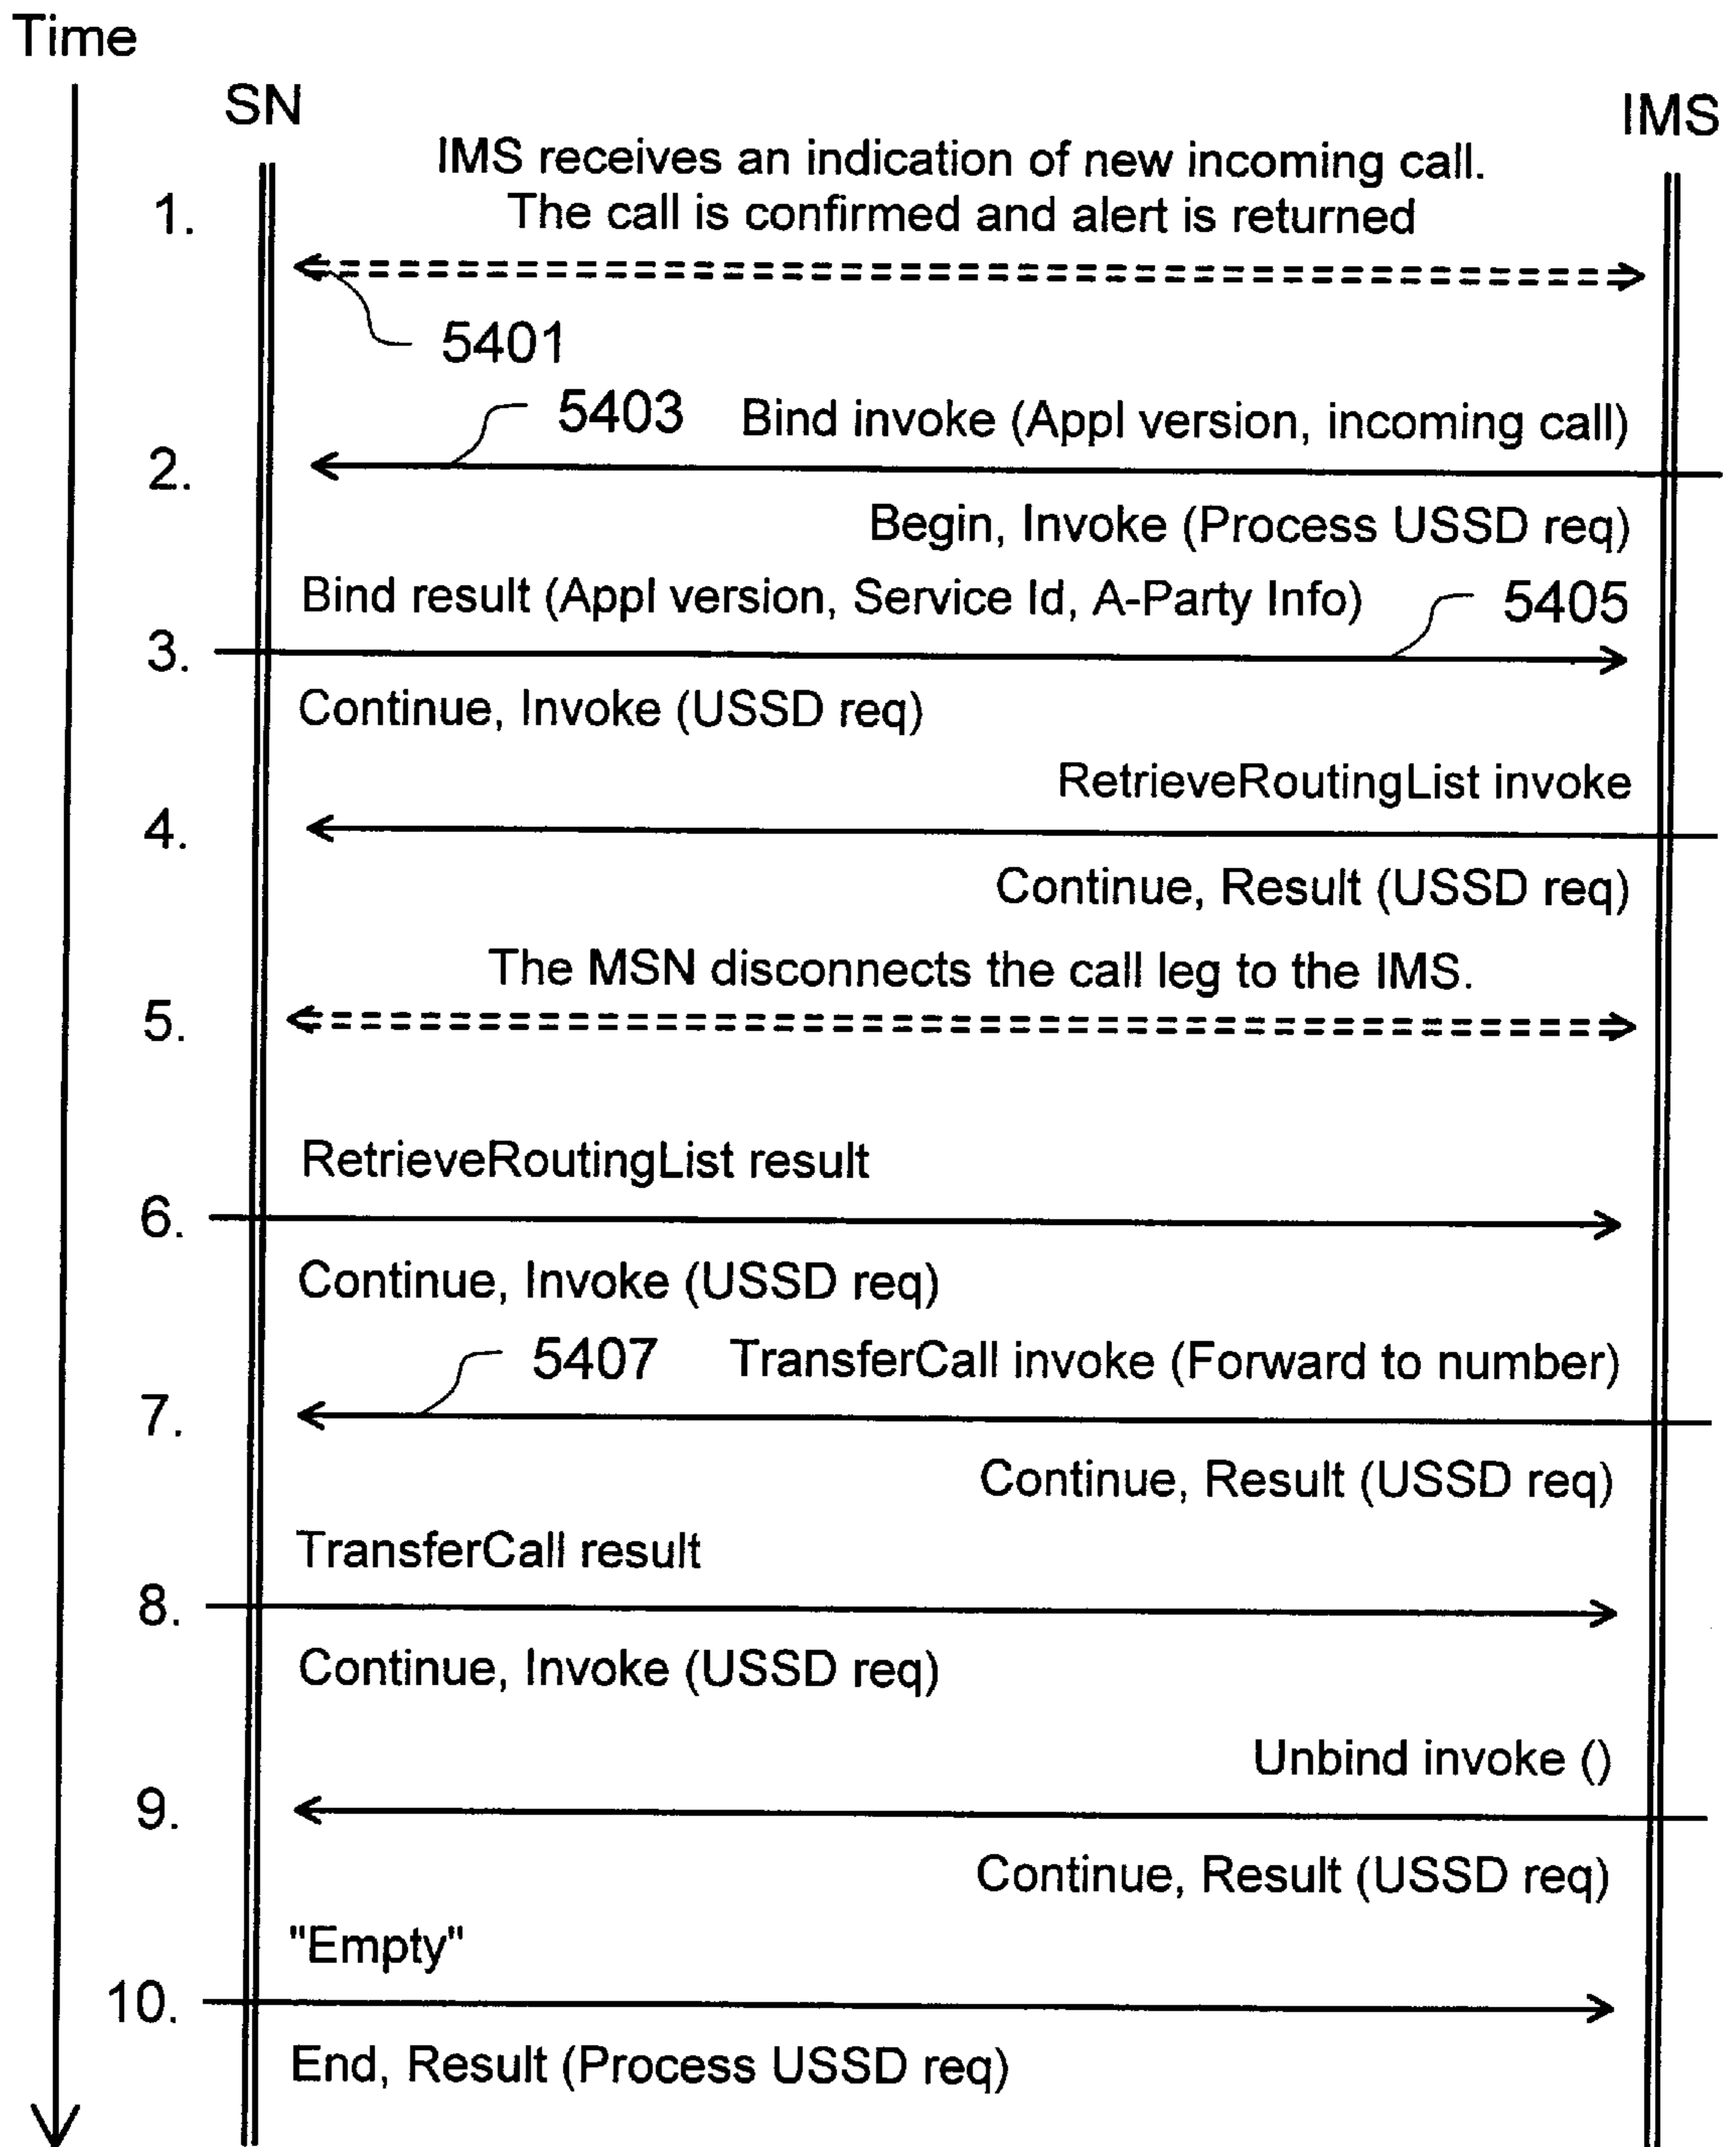 Time
SN
IMS
IMS receives an indication of new incoming call.
1.
The call is confirmed and alert is returned
5401
5403
Bind invoke (Appl version, incoming call)
2.
Begin, Invoke (Process USSD req)
Bind result (Appl version, Service Id, A-Party Info)
5405
3.
Continue, Invoke (USSD req)
RetrieveRoutingList invoke
4.
Continue, Result (USSD req)
The MSN disconnects the call leg to the IMS.
5.
RetrieveRoutingList result
6.
Continue, Invoke (USSD req)
5407
TransferCall invoke (Forward to number)
7.
Continue, Result (USSD req)
TransferCall result
8.
Continue, Invoke (USSD req)
Unbind invoke ()
9.
Continue, Result (USSD req)
"Empty"
10.
End, Result (Process USSD req)